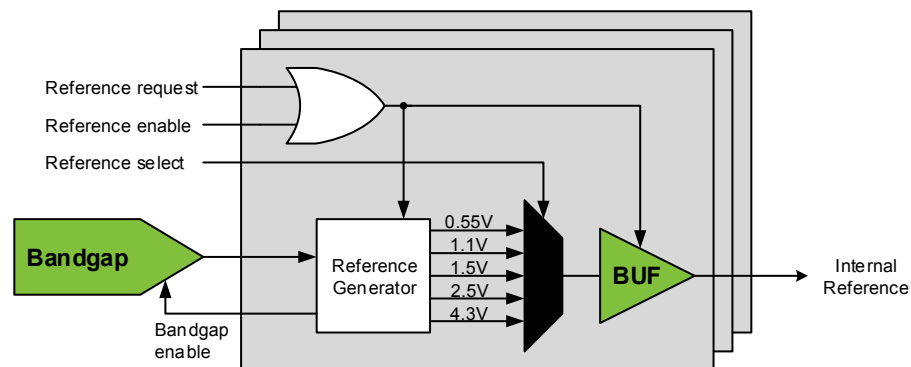 Reference request
Reference enable
Reference select
Bandgap
Reference
Generator
0.55V
1.1V
1.5V
2.5V
4.3V
BUF
Internal
Reference
Bandgap
enable